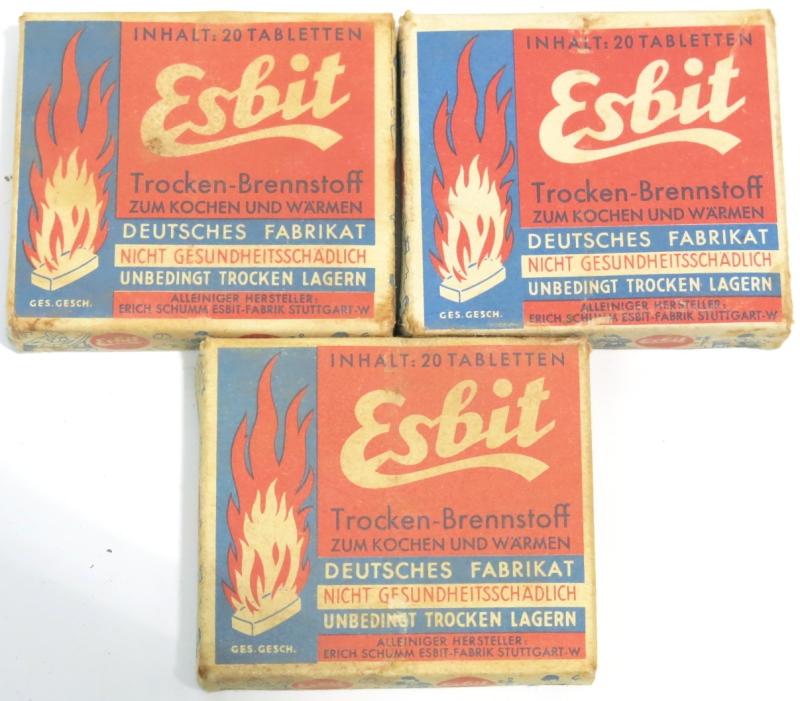 INHALT: 20 TABLETTEN
Esbit
Trocken-Brennstoff
ZUM KOCHEN UND WÄRMEN
DEUTSCHES FABRIKAT
NICHT GESUNDHEITSSCHÄDLICH
UNBEDINGT TROCKEN LAGERN
GES. GESCH.
ALLEINIGER HERSTELLER:
ERICH SCHUMM ESBIT-FABRIK STUTTGART-W
Esbit
INHALT: 20 TABLETTEN
Esbit
Trocken-Brennstoff
ZUM KOCHEN UND WÄRMEN
DEUTSCHES FABRIKAT
NICHT GESUNDHEITSSCHÄDLICH
UNBEDINGT TROCKEN LAGERN
GES. GESCH.
ALLEINIGER HERSTELLER:
ERICH SCHUMM ESBIT-FABRIK STUTTGART-W
Esbit
INHALT: 20 TABLETTEN
Esbit
Trocken-Brennstoff
ZUM KOCHEN UND WÄRMEN
DEUTSCHES FABRIKAT
NICHT GESUNDHEITSSCHÄDLICH
UNBEDINGT TROCKEN LAGERN
GES. GESCH.
ALLEINIGER HERSTELLER:
ERICH SCHUMM ESBIT-FABRIK STUTTGART-W